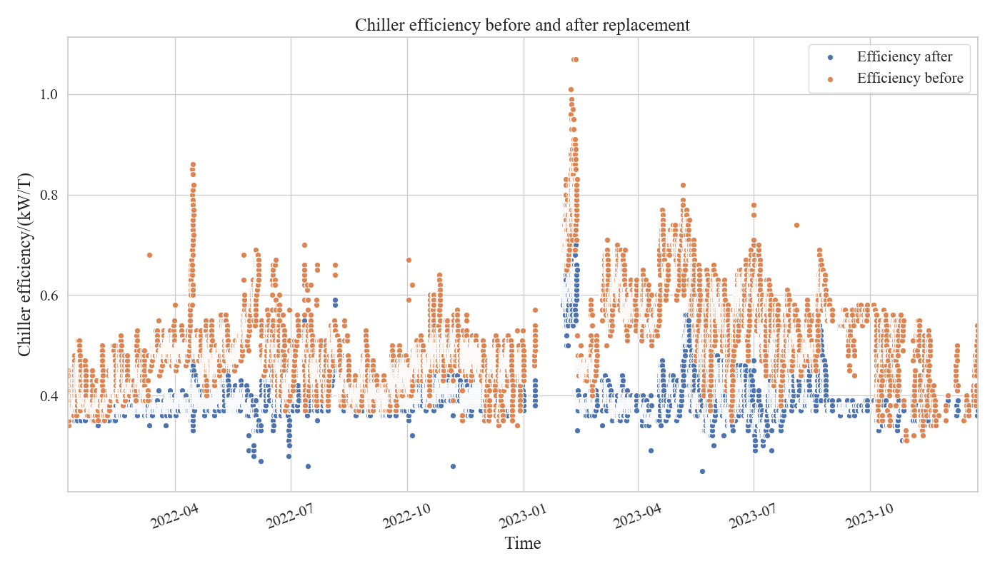 Chiller efficiency before and after replacement
Efficiency after
Efficiency before
Chiller efficiency/(kW/T)
1.0
0.8
0.6
0.4
2022-04
2022-07
2022-10
2023-01
2023-04
2023-07
2023-10
Time